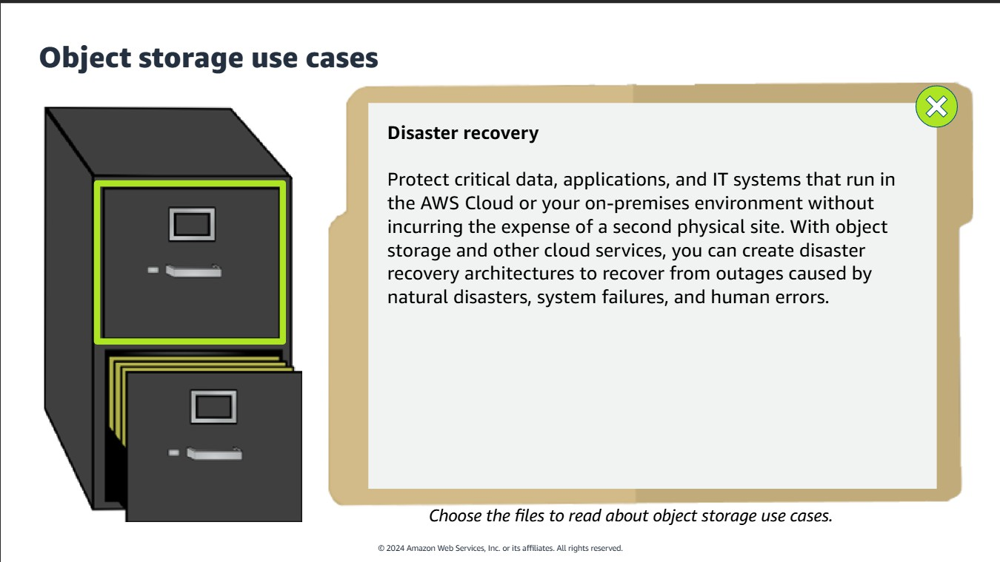 Object storage use cases
Disaster recovery
Protect critical data, applications, and IT systems that run in
the AWS Cloud or your on-premises environment without
incurring the expense of a second physical site. With object
storage and other cloud services, you can create disaster
recovery architectures to recover from outages caused by
natural disasters, system failures, and human errors.
Choose the files to read about object storage use cases.
© 2024 Amazon Web Services, Inc. or its affiliates. All rights reserved.